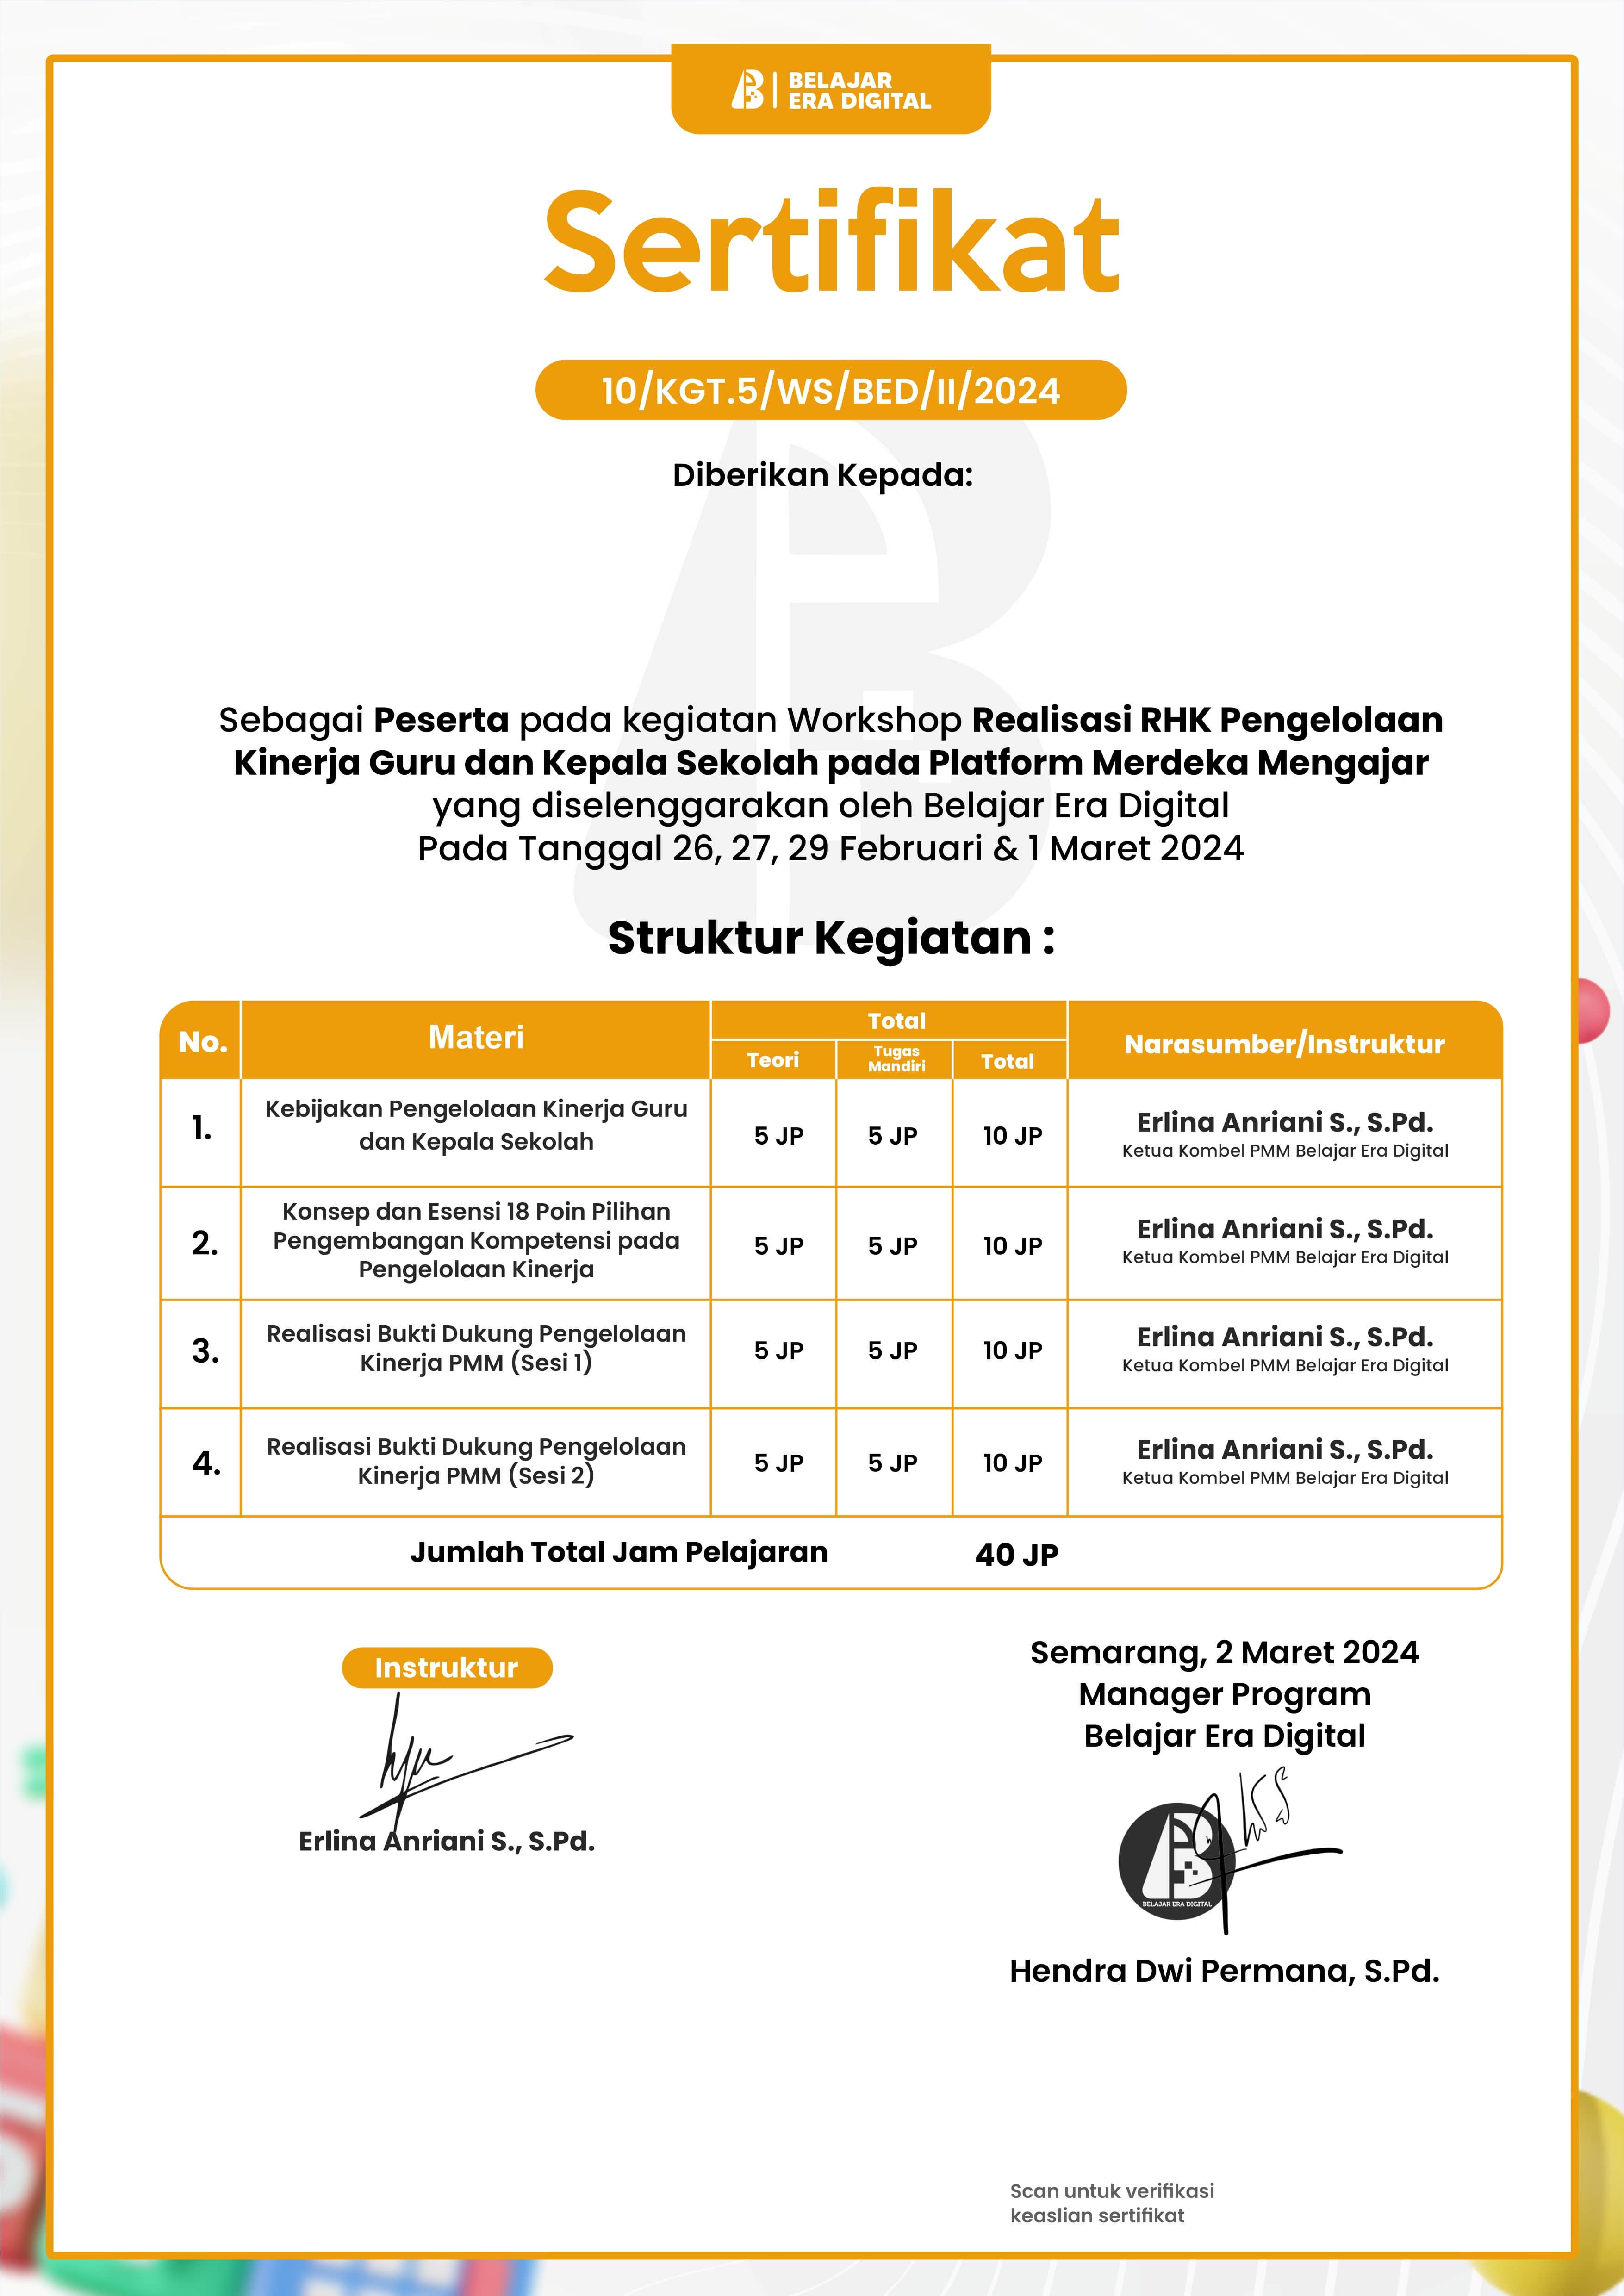 BELAJAR
ERA DIGITAL
Sertifikat
10/KGT.5/WS/BED/II/2024
Diberikan Kepada:
Sebagai Peserta pada kegiatan Workshop Realisasi RHK Pengelolaan
Kinerja Guru dan Kepala Sekolah pada Platform Merdeka Mengajar
yang diselenggarakan oleh Belajar Era Digital
Pada Tanggal 26, 27, 29 Februari & 1 Maret 2024
Struktur Kegiatan :
No. Materi Total Narasumber/Instruktur
Teori Tugas Mandiri Total
1. Kebijakan Pengelolaan Kinerja Guru
dan Kepala Sekolah
5 JP 5 JP 10 JP
Erlina Anriani S., S.Pd.
Ketua Kombel PMM Belajar Era Digital
2. Konsep dan Esensi 18 Poin Pilihan
Pengembangan Kompetensi pada
Pengelolaan Kinerja
5 JP 5 JP 10 JP
Erlina Anriani S., S.Pd.
Ketua Kombel PMM Belajar Era Digital
3. Realisasi Bukti Dukung Pengelolaan
Kinerja PMM (Sesi 1)
5 JP 5 JP 10 JP
Erlina Anriani S., S.Pd.
Ketua Kombel PMM Belajar Era Digital
4. Realisasi Bukti Dukung Pengelolaan
Kinerja PMM (Sesi 2)
5 JP 5 JP 10 JP
Erlina Anriani S., S.Pd.
Ketua Kombel PMM Belajar Era Digital
Jumlah Total Jam Pelajaran 40 JP
Instruktur
Erlina Anriani S., S.Pd.
Semarang, 2 Maret 2024
Manager Program
Belajar Era Digital
BELAJAR ERA DIGITAL
Hendra Dwi Permana, S.Pd.
Scan untuk verifikasi
keaslian sertifikat